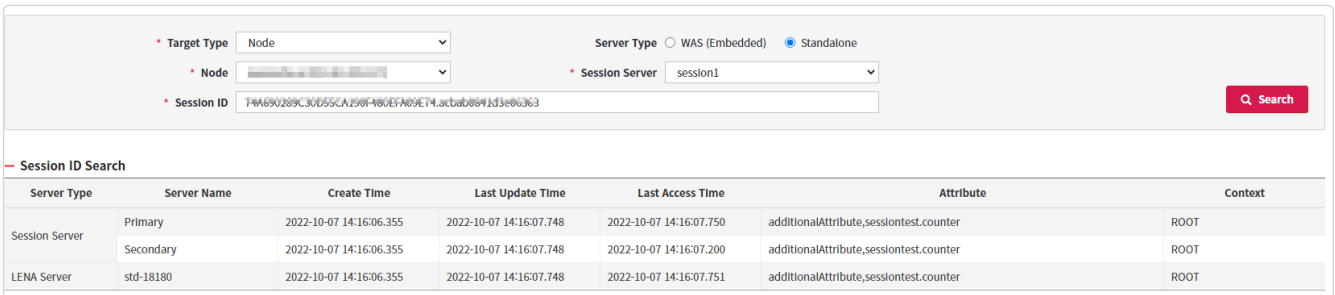 * Target Type Node Server Type WAS (Embedded) Standalone
* Node * Session Server session1
* Session ID
Search
Session ID Search
Server Type Server Name Create Time Last Update Time Last Access Time Attribute Context
Session Server Primary 2022-10-07 14:16:06.355 2022-10-07 14:16:07.748 2022-10-07 14:16:07.750 additionalAttribute,sessiontest.counter ROOT
Secondary 2022-10-07 14:16:06.355 2022-10-07 14:16:07.748 2022-10-07 14:16:07.200 additionalAttribute,sessiontest.counter ROOT
LENA Server std-18180 2022-10-07 14:16:06.355 2022-10-07 14:16:07.748 2022-10-07 14:16:07.751 additionalAttribute,sessiontest.counter ROOT